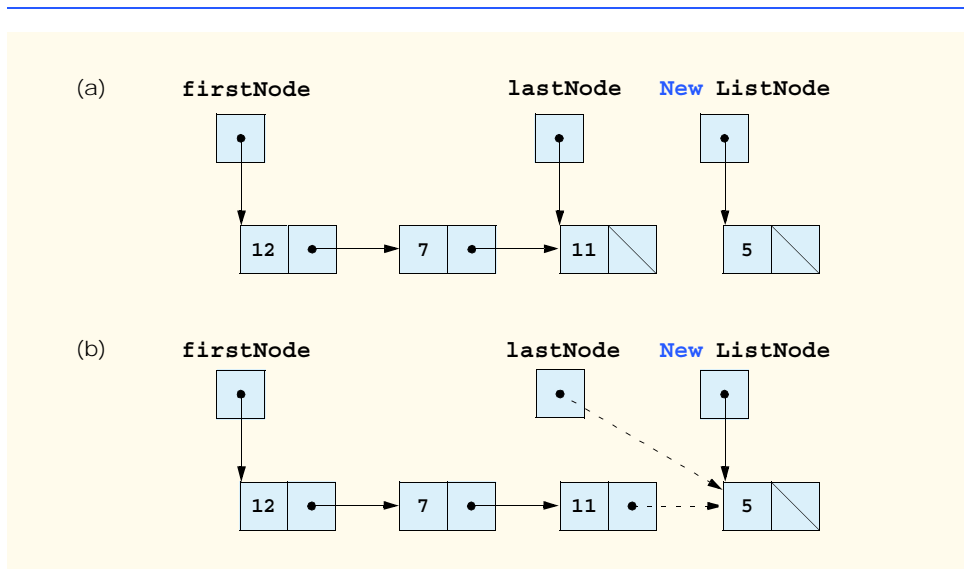 (a) firstNode lastNode New ListNode
12 7 11 5
(b) firstNode lastNode New ListNode
12 7 11 5